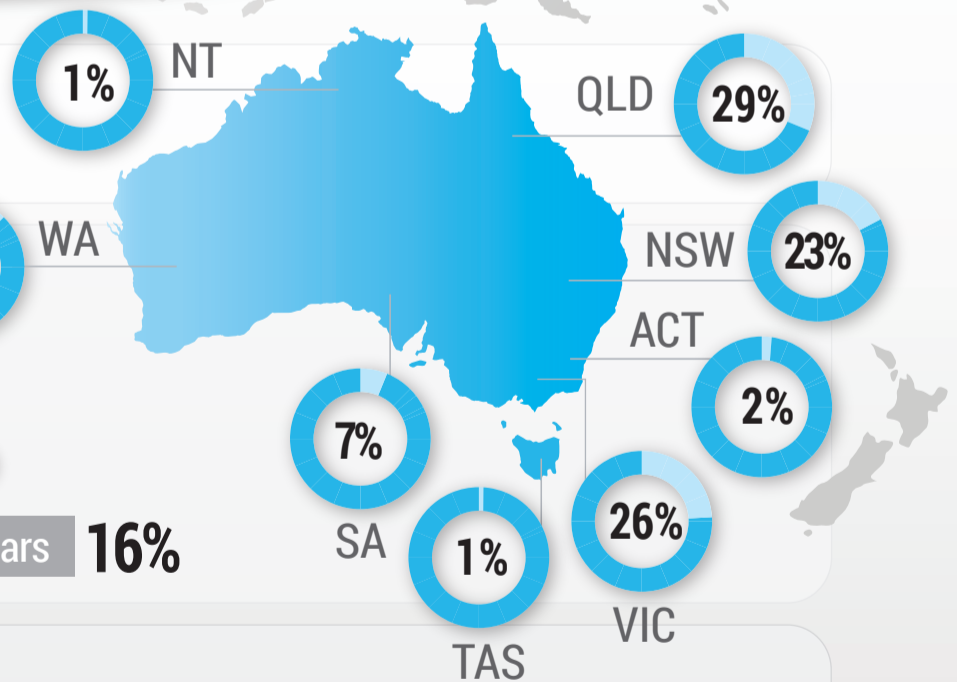 1%
NT
QLD
29%
WA
NSW
23%
ACT
2%
7%
SA
26%
VIC
1%
TAS
ars
16%